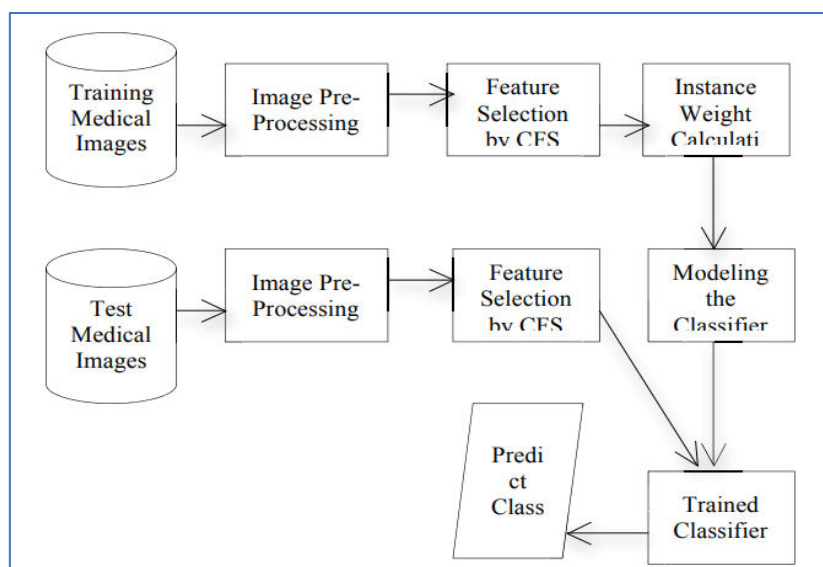 Training
Medical
Images
Image Pre-
Processing
Feature
Selection
by CFS
Instance
Weight
Calculati
Test
Medical
Images
Image Pre-
Processing
Feature
Selection
by CFS
Modeling
the
Classifier
Predi
ct
Class
Trained
Classifier